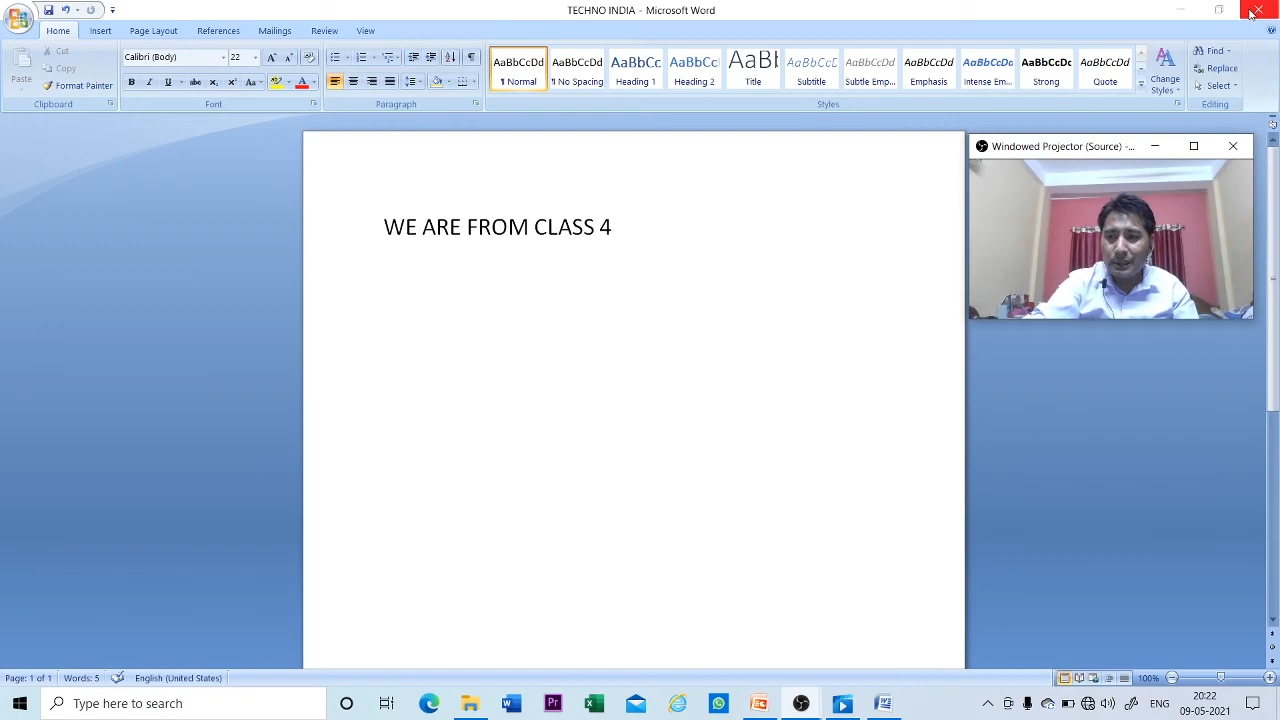 TECHNO INDIA - Microsoft Word
Home Insert Page Layout References Mailings Review View
Paste
Cut
Copy
Format Painter
Clipboard
Calibri (Body) 22
Font
Paragraph
AaBbCcDd AaBbCcDd AaBbCc AaBbCc AaBb AaBbCc AaBbCcDd AaBbCcDd AaBbCcDd AaBbCcDd AaBbCcDd
¶ Normal ¶ No Spacing Heading 1 Heading 2 Title Subtitle Subtle Emp... Emphasis Intense Em... Strong Quote
Change Styles
Styles
Find
Replace
Select
Editing
Windowed Projector (Source) -...
WE ARE FROM CLASS 4
Page: 1 of 1 Words: 5 English (United States) 100%
Type here to search
ENG
20:22
09-05-2021